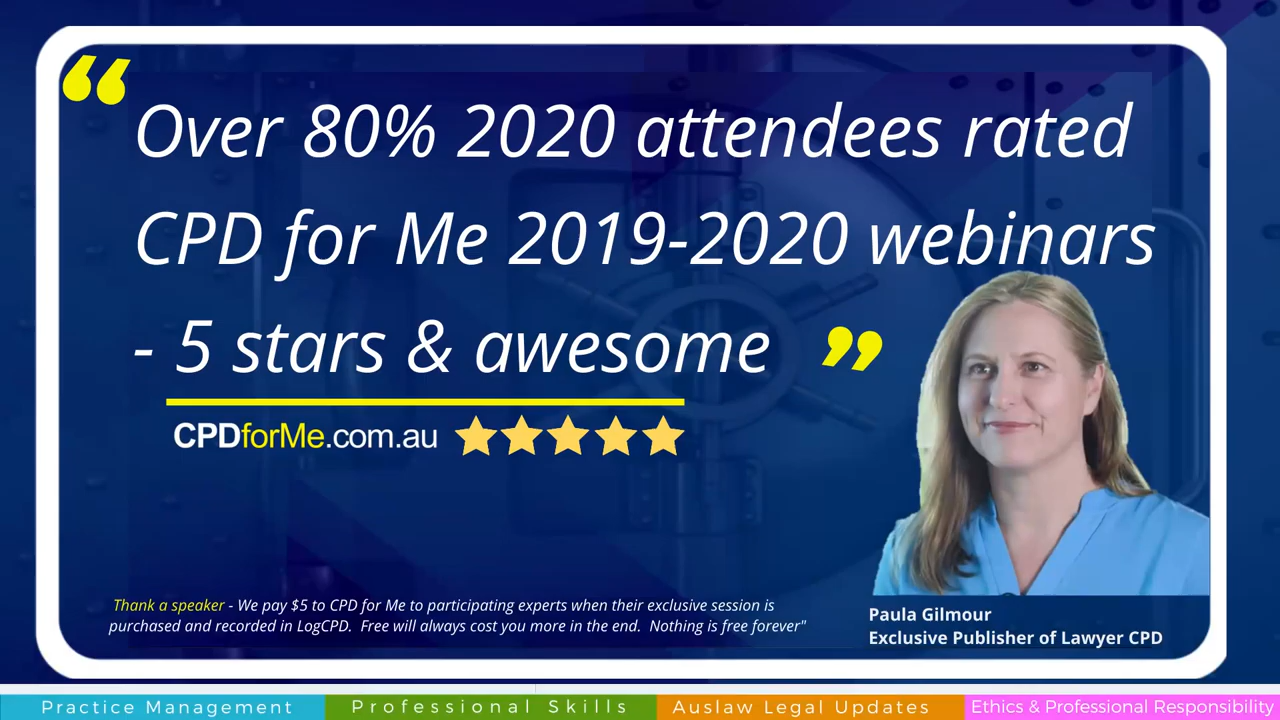 “
Over 80% 2020 attendees rated
CPD for Me 2019-2020 webinars
- 5 stars & awesome ”
CPDforMe.com.au
Thank a speaker - We pay $5 to CPD for Me to participating experts when their exclusive session is
purchased and recorded in LogCPD. Free will always cost you more in the end. Nothing is free forever"
Paula Gilmour
Exclusive Publisher of Lawyer CPD
Practice Management Professional Skills Auslaw Legal Updates Ethics & Professional Responsibility